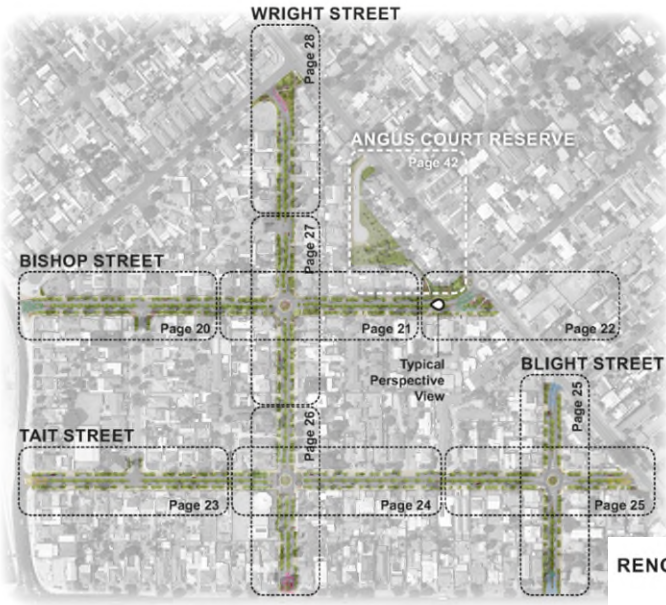 WRIGHT STREET
Page 28
ANGUS COURT RESERVE
Page 42
Page 27
BISHOP STREET
Page 20
Page 21
Page 22
Typical
Perspective
View
BLIGHT STREET
Page 25
Page 26
TAIT STREET
Page 23
Page 24
Page 25